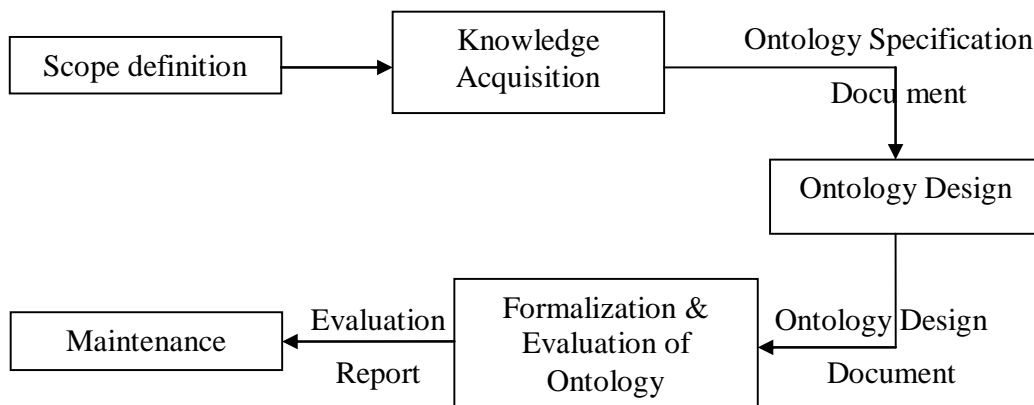 Scope definition
Knowledge
Acquisition
Ontology Specification
Docu ment
Ontology Design
Ontology Design
Document
Formalization &
Evaluation of
Ontology
Evaluation
Report
Maintenance